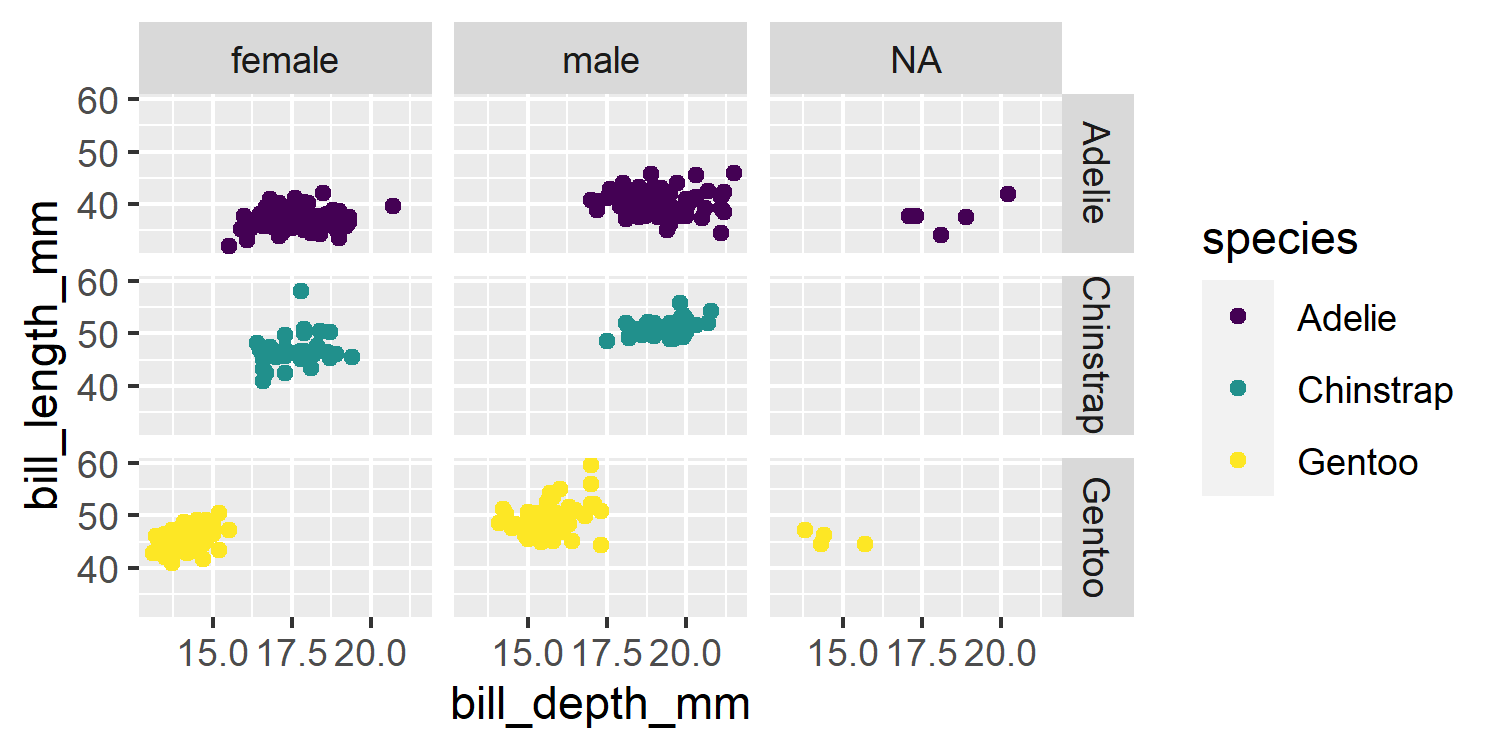 female male NA
60
50
40
Adelie
60
50
40
Chinstrap
60
50
40
Gentoo
15.0 17.5 20.0 15.0 17.5 20.0 15.0 17.5 20.0
bill_depth_mm
bill_length_mm
species
Adelie
Chinstrap
Gentoo